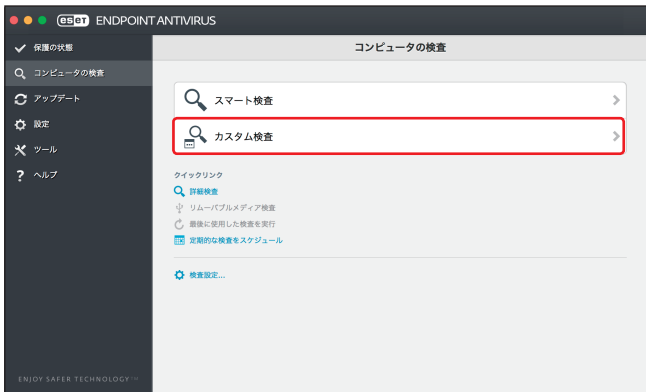 eset ENDPOINT ANTIVIRUS
保護の状態
コンピュータの検査
コンピュータの検査
アップデート
設定
ツール
ヘルプ
スマート検査
カスタム検査
クイックリンク
詳細検査
リムーバブルメディア検査
最後に使用した検査を実行
定期的な検査をスケジュール
検査設定...
ENJOY SAFER TECHNOLOGY™